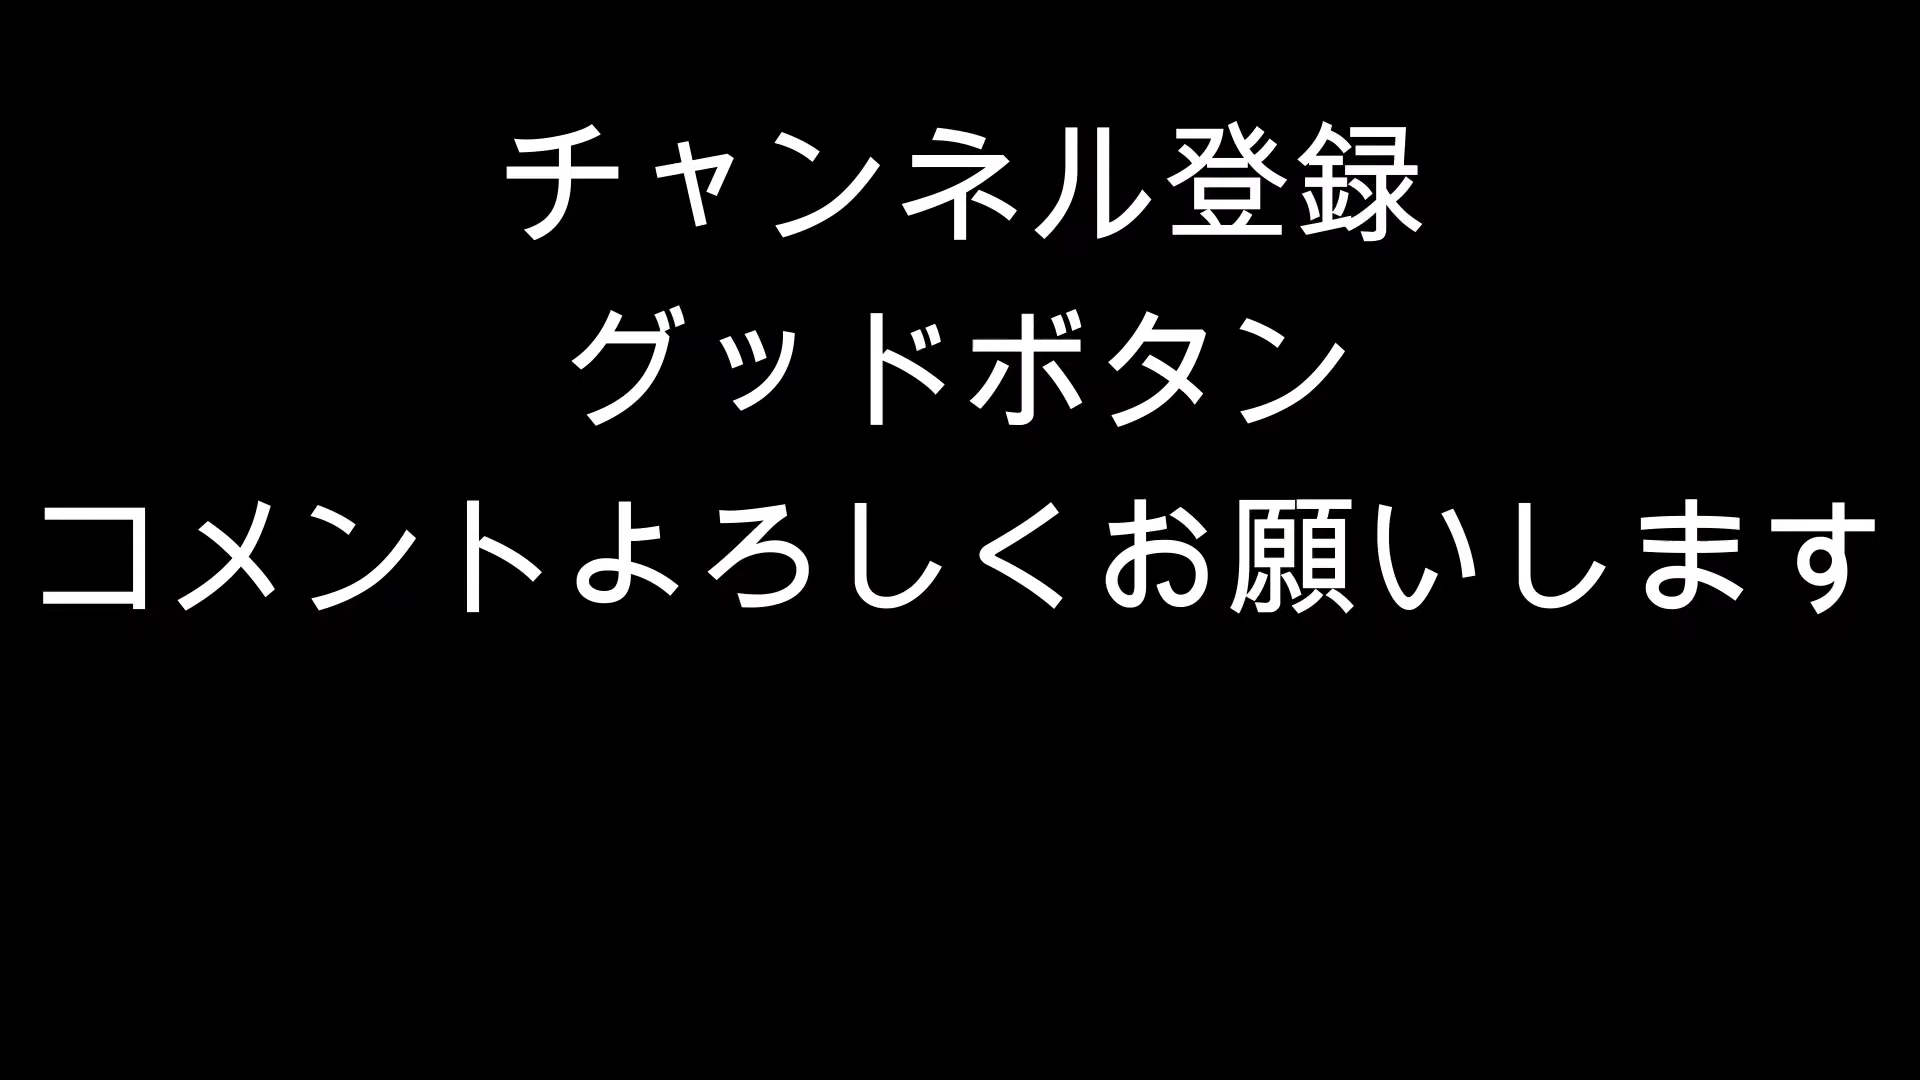 チャンネル登録
グッドボタン
コメントよろしくお願いします